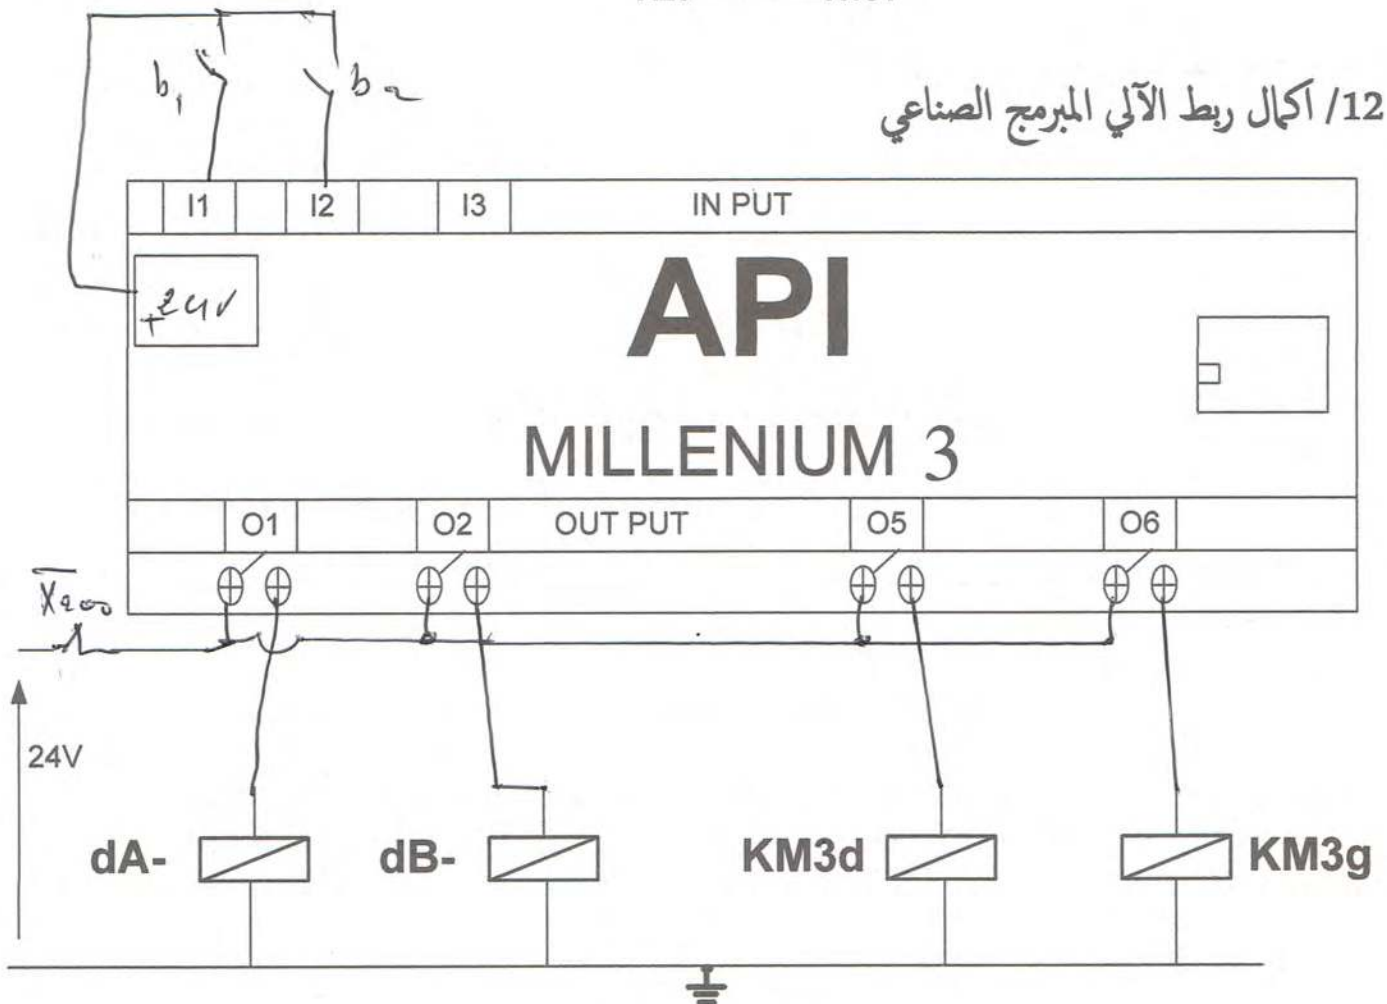 b1 b2
12/ اكمال ربط الآلي المبرمج الصناعي
I1 I2 I3 IN PUT
+24V
API
MILLENIUM 3
O1 O2 OUT PUT O5 O6
X200
24V
dA- dB- KM3d KM3g